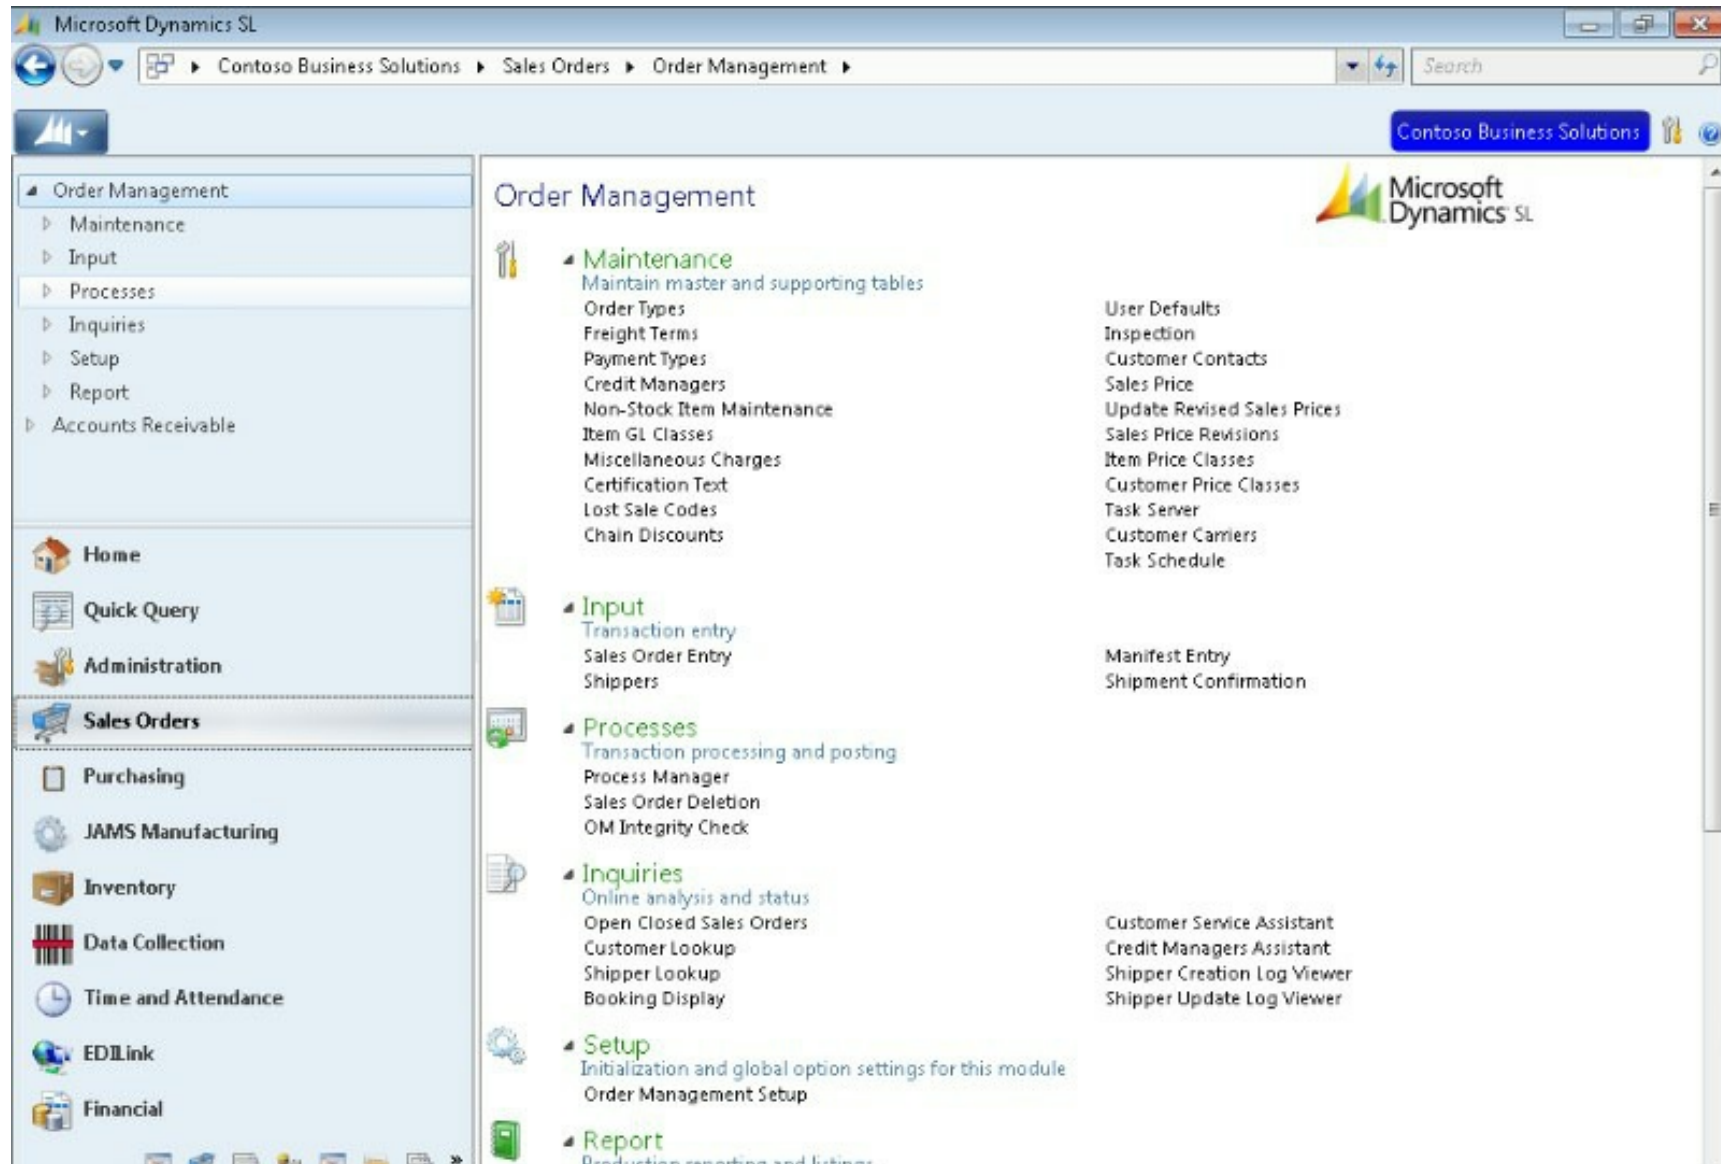 Microsoft Dynamics SL
Contoso Business Solutions Sales Orders Order Management
Search
Contoso Business Solutions
Order Management
Maintenance
Input
Processes
Inquiries
Setup
Report
Accounts Receivable
Home
Quick Query
Administration
Sales Orders
Purchasing
JAMS Manufacturing
Inventory
Data Collection
Time and Attendance
EDILink
Financial
Order Management
Microsoft
Dynamics SL
Maintenance
Maintain master and supporting tables
Order Types
Freight Terms
Payment Types
Credit Managers
Non-Stock Item Maintenance
Item GL Classes
Miscellaneous Charges
Certification Text
Lost Sale Codes
Chain Discounts
User Defaults
Inspection
Customer Contacts
Sales Price
Update Revised Sales Prices
Sales Price Revisions
Item Price Classes
Customer Price Classes
Task Server
Customer Carriers
Task Schedule
Input
Transaction entry
Sales Order Entry
Shippers
Manifest Entry
Shipment Confirmation
Processes
Transaction processing and posting
Process Manager
Sales Order Deletion
OM Integrity Check
Inquiries
Online analysis and status
Open Closed Sales Orders
Customer Lookup
Shipper Lookup
Booking Display
Customer Service Assistant
Credit Managers Assistant
Shipper Creation Log Viewer
Shipper Update Log Viewer
Setup
Initialization and global option settings for this module
Order Management Setup
Report
Production reporting and listings